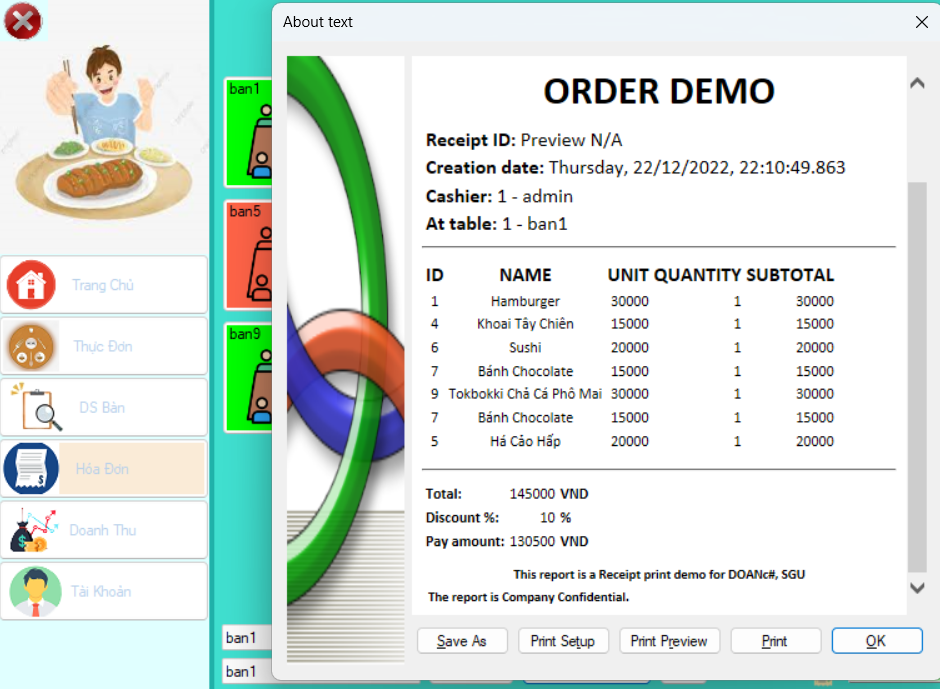 About text
ban1
ban5
ban9
Trang Chủ
Thực Đơn
DS Bàn
Hóa Đơn
Doanh Thu
Tài Khoản
ORDER DEMO
Receipt ID: Preview N/A
Creation date: Thursday, 22/12/2022, 22:10:49.863
Cashier: 1 - admin
At table: 1 - ban1
ID NAME UNIT QUANTITY SUBTOTAL
1 Hamburger 30000 1 30000
4 Khoai Tây Chiên 15000 1 15000
6 Sushi 20000 1 20000
7 Bánh Chocolate 15000 1 15000
9 Tokbokki Chả Cá Phô Mai 30000 1 30000
7 Bánh Chocolate 15000 1 15000
5 Há Cảo Hấp 20000 1 20000
Total: 145000 VND
Discount %: 10 %
Pay amount: 130500 VND
This report is a Receipt print demo for DOANc#, SGU
The report is Company Confidential.
ban1
ban1
Save As Print Setup Print Preview Print OK